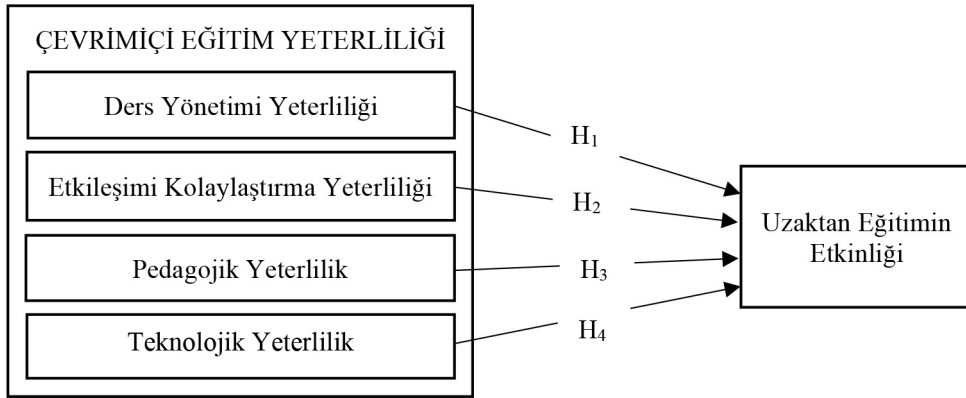 ÇEVRİMİÇİ EĞİTİM YETERLİLİĞİ
Ders Yönetimi Yeterliliği
Etkileşimi Kolaylaştırma Yeterliliği
Pedagojik Yeterlilik
Teknolojik Yeterlilik
H₁
H₂
H₃
H₄
Uzaktan Eğitimin
Etkinliği